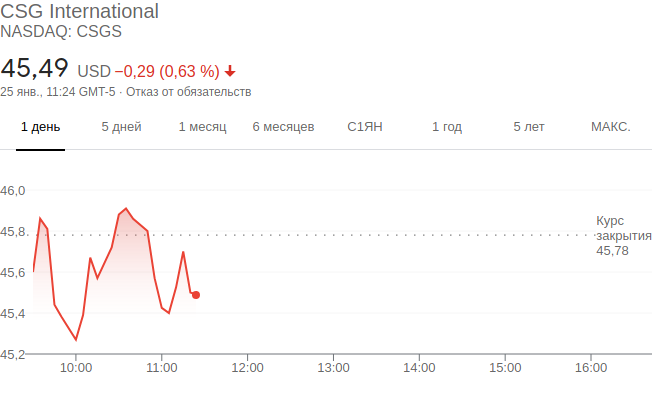 CSG International
NASDAQ: CSGS
45,49 USD −0,29 (0,63 %)
25 янв., 11:24 GMT-5 · Отказ от обязательств
1 день 5 дней 1 месяц 6 месяцев С1ЯН 1 год 5 лет МАКС.
46,0
45,8
45,6
45,4
45,2
Курс
закрытия
45,78
10:00 11:00 12:00 13:00 14:00 15:00 16:00